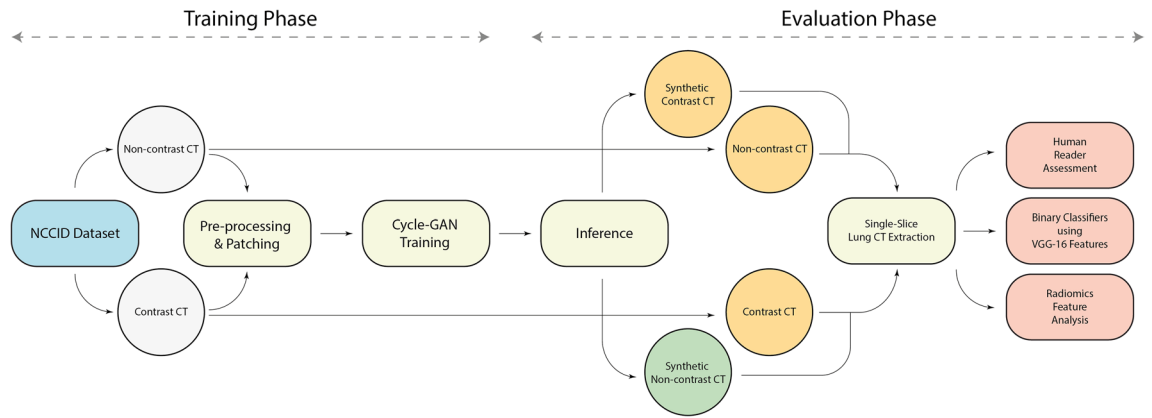 Training Phase
Evaluation Phase
Synthetic
Contrast CT
Non-contrast CT
Non-contrast CT
Human
Reader
Assessment
NCCID Dataset
Pre-processing
& Patching
Cycle-GAN
Training
Inference
Single-Slice
Lung CT Extraction
Binary Classifiers
using
VGG-16 Features
Contrast CT
Contrast CT
Radiomics
Feature
Analysis
Synthetic
Non-contrast CT